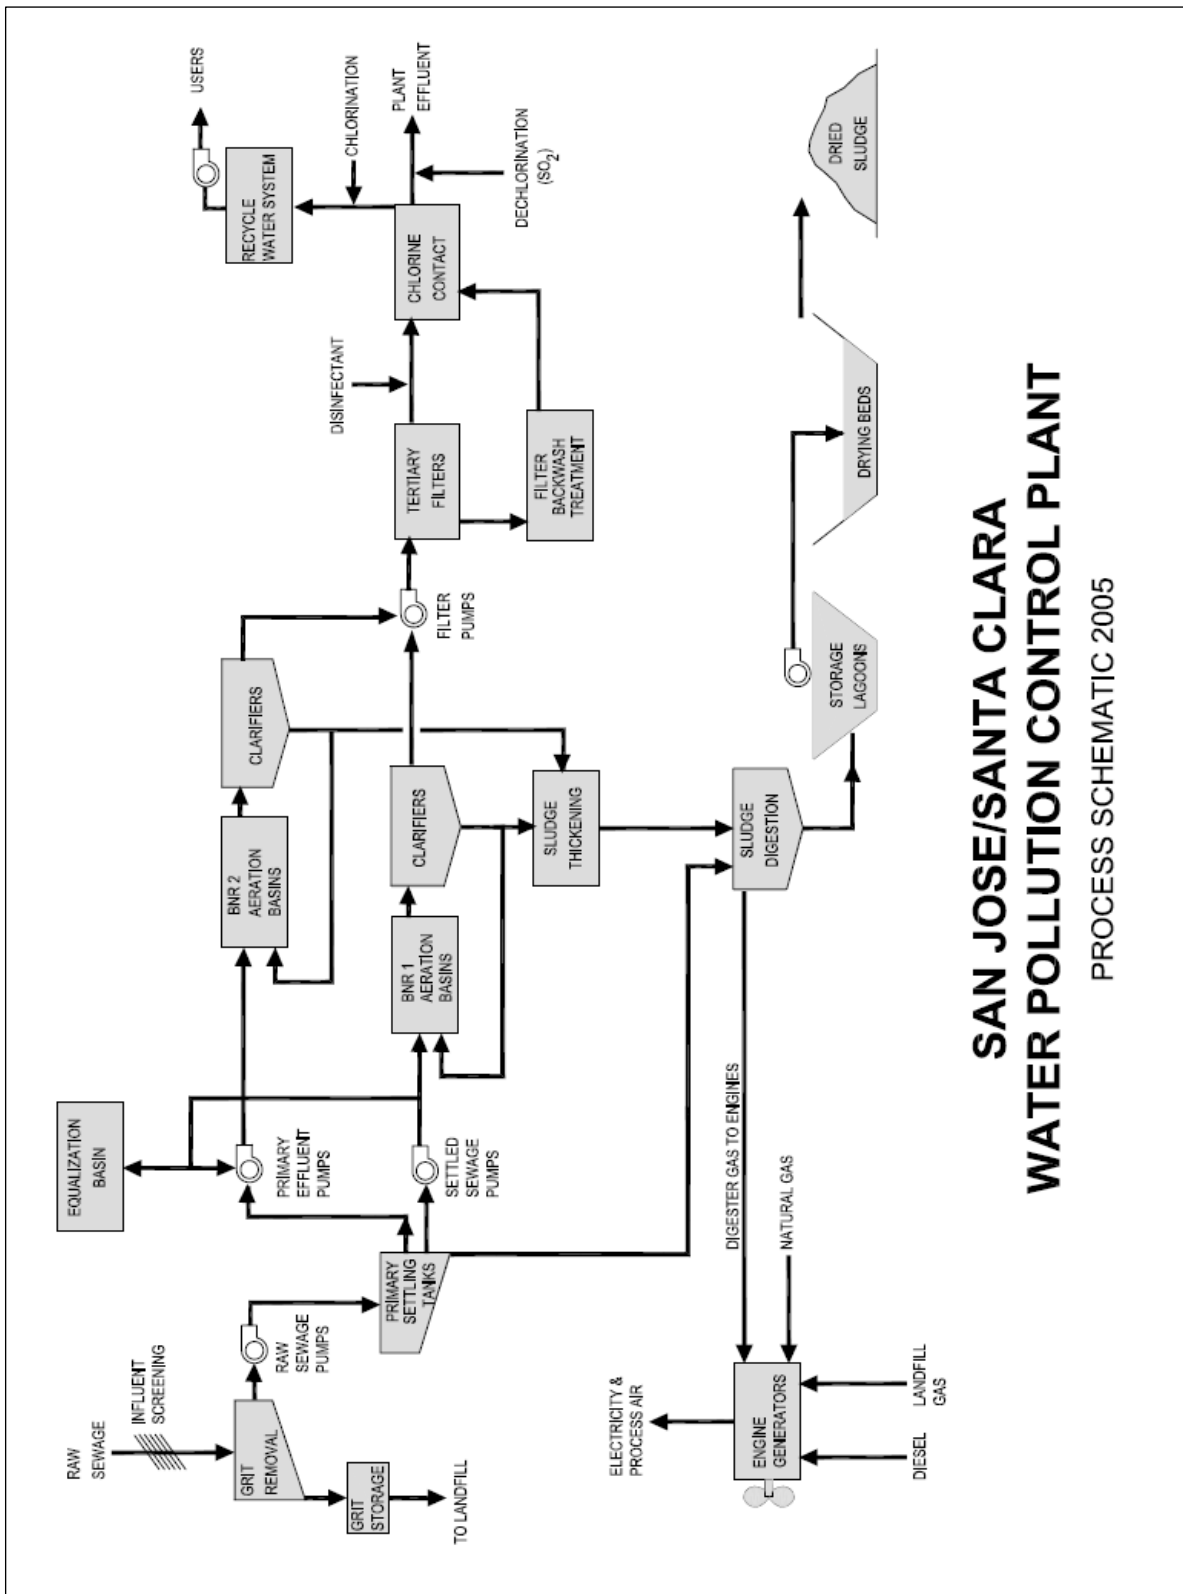 RAW
SEWAGE
INFLUENT
SCREENING
GRIT
REMOVAL
GRIT
STORAGE
TO LANDFILL
RAW
SEWAGE
PUMPS
PRIMARY
SETTLING
TANKS
EQUALIZATION
BASIN
PRIMARY
EFFLUENT
PUMPS
SETTLED
SEWAGE
PUMPS
BNR 2
AERATION
BASINS
CLARIFIERS
BNR 1
AERATION
BASINS
CLARIFIERS
SLUDGE
THICKENING
FILTER
PUMPS
TERTIARY
FILTERS
FILTER
BACKWASH
TREATMENT
DISINFECTANT
CHLORINE
CONTACT
RECYCLE
WATER SYSTEM
USERS
CHLORINATION
PLANT
EFFLUENT
DECHLORINATION
(SO2)
ELECTRICITY &
PROCESS AIR
ENGINE
GENERATORS
DIESEL
LANDFILL
GAS
NATURAL GAS
DIGESTER GAS TO ENGINES
SLUDGE
DIGESTION
STORAGE
LAGOONS
DRYING BEDS
DRIED
SLUDGE
SAN JOSE/SANTA CLARA
WATER POLLUTION CONTROL PLANT
PROCESS SCHEMATIC 2005